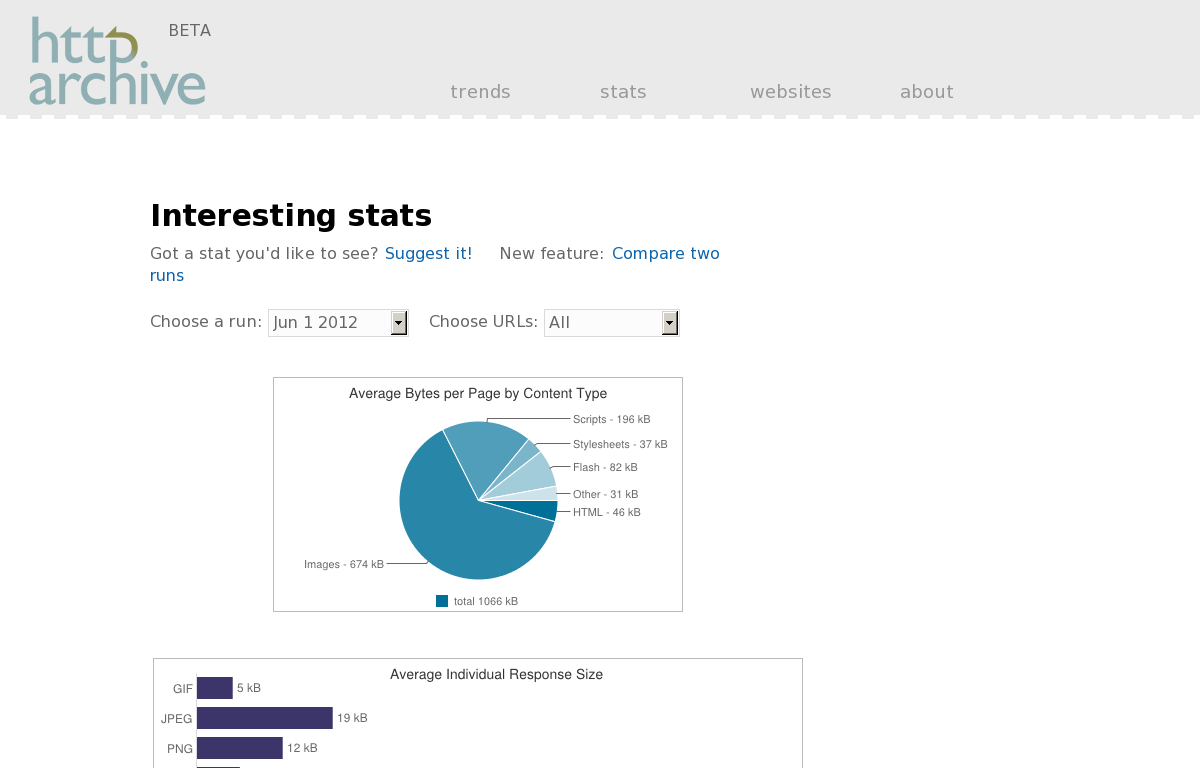 http
archive
BETA
trends stats websites about
Interesting stats
Got a stat you'd like to see? Suggest it! New feature: Compare two
runs
Choose a run: Jun 1 2012 Choose URLs: All
Average Bytes per Page by Content Type
Scripts - 196 kB
Stylesheets - 37 kB
Flash - 82 kB
Other - 31 kB
HTML - 46 kB
Images - 674 kB
total 1066 kB
Average Individual Response Size
GIF 5 kB
JPEG 19 kB
PNG 12 kB